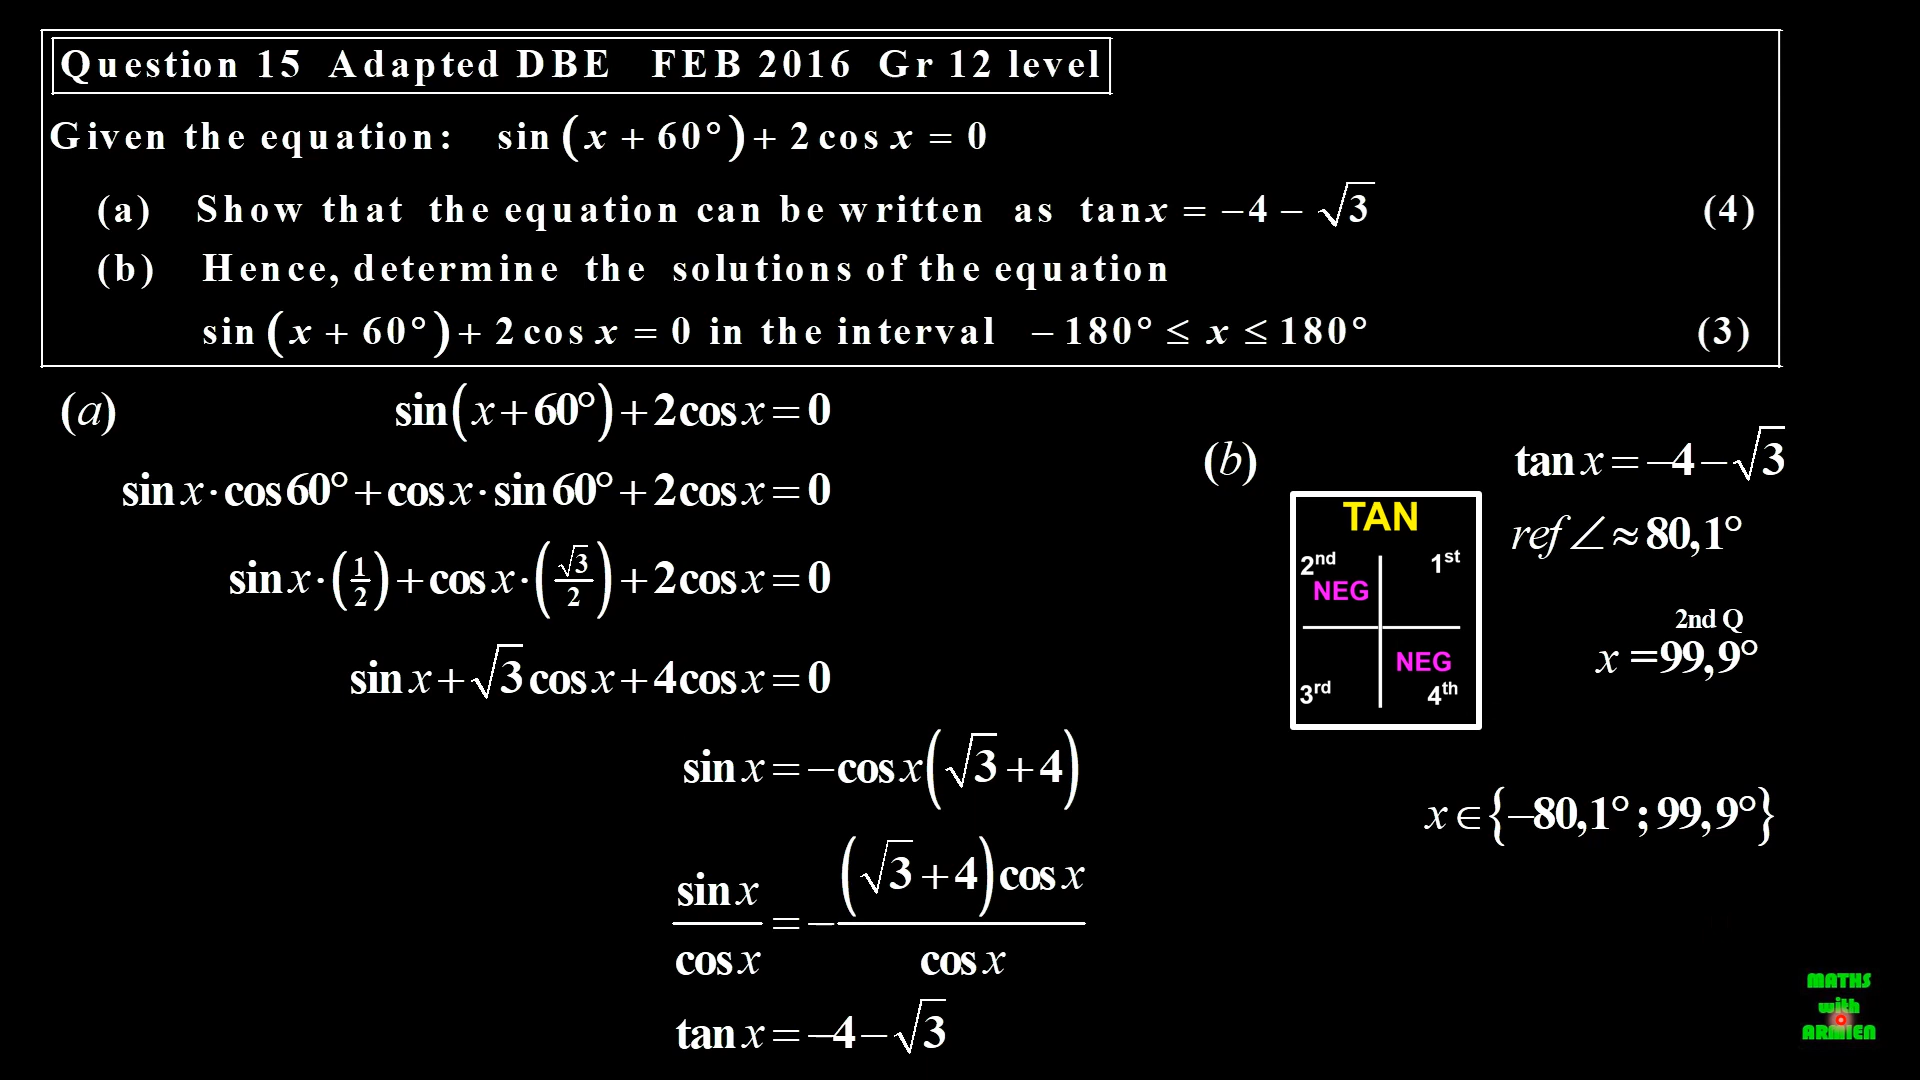 Question 15 Adapted DBE FEB 2016 Gr 12 level
Given the equation: sin(x + 60°) + 2 cos x = 0
(a) Show that the equation can be written as tan x = −4 − √3 (4)
(b) Hence, determine the solutions of the equation
sin(x + 60°) + 2 cos x = 0 in the interval −180° ≤ x ≤ 180° (3)
(a) sin(x + 60°) + 2cos x = 0
sin x · cos 60° + cos x · sin 60° + 2cos x = 0
sin x · (1/2) + cos x · (√3/2) + 2cos x = 0
sin x + √3 cos x + 4cos x = 0
sin x = −cos x(√3 + 4)
sin x / cos x = −(√3 + 4)cos x / cos x
tan x = −4 − √3
(b) tan x = −4 − √3
TAN
2nd 1st
NEG
NEG
3rd 4th
ref ∠ ≈ 80,1°
2nd Q
x = 99,9°
x ∈ {−80,1° ; 99,9°}
MATHS
with
ARMIEN